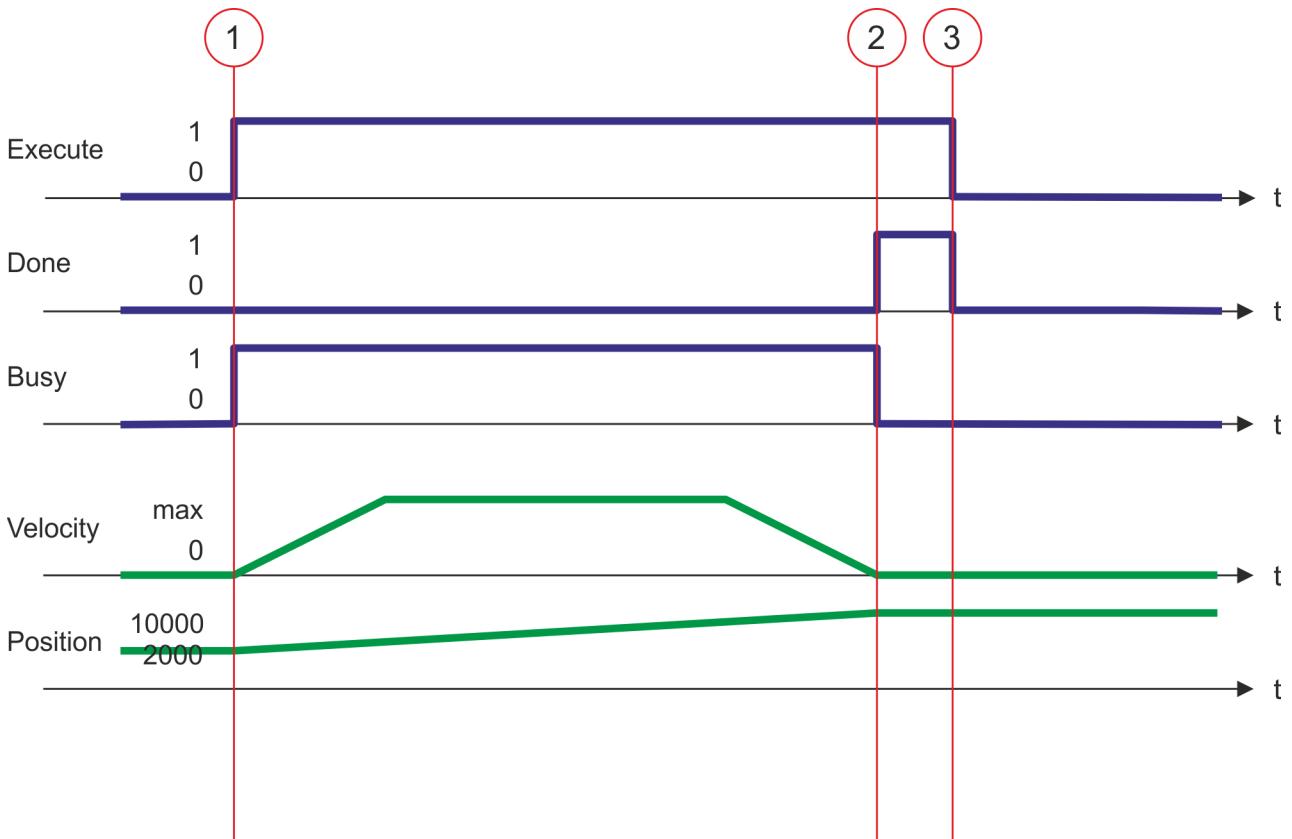 1 2 3
Execute 1
0
t
Done 1
0
t
Busy 1
0
t
Velocity max
0
t
Position 10000
2000
t